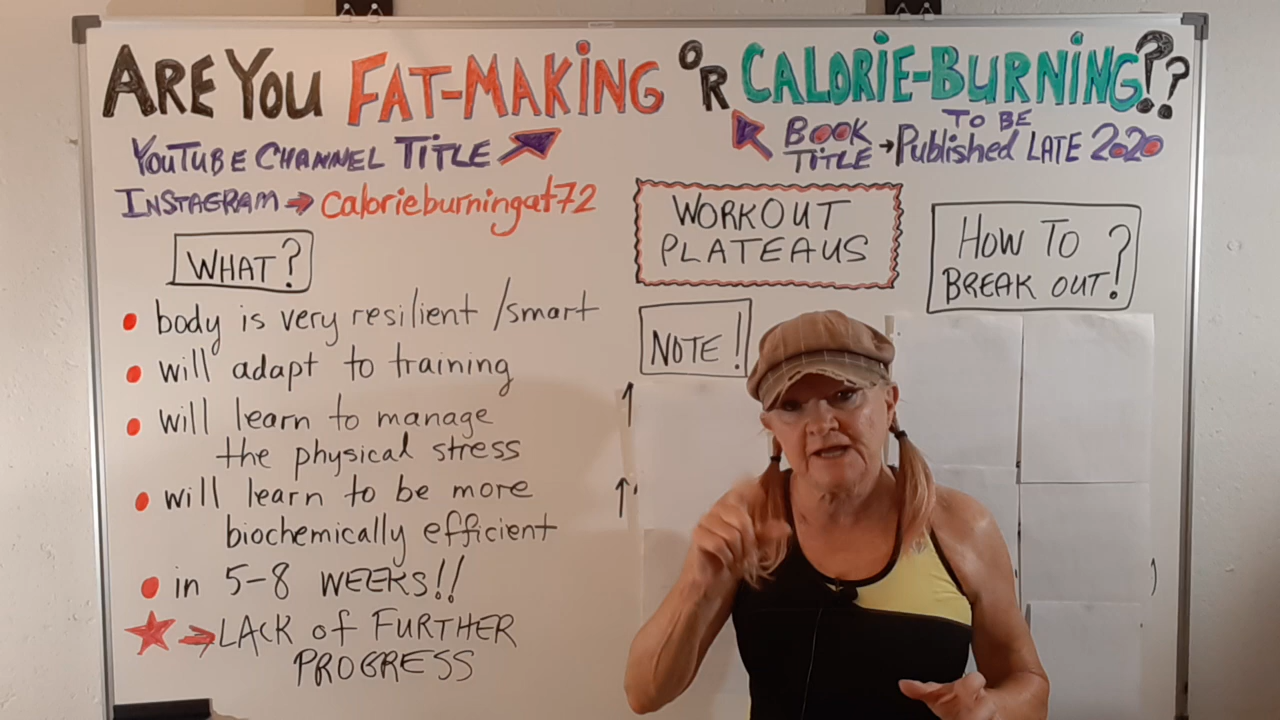 ARE YOU FAT-MAKING OR CALORIE-BURNING??
YOUTUBE CHANNEL TITLE
BOOK TITLE → TO BE Published LATE 2020
INSTAGRAM → calorieburningat72
WHAT?
• body is very resilient /smart
• will adapt to training
• will learn to manage
the physical stress
• will learn to be more
biochemically efficient
• in 5-8 WEEKS!!
★ → LACK of FURTHER
PROGRESS
WORKOUT
PLATEAUS
NOTE!
HOW TO
BREAK OUT?